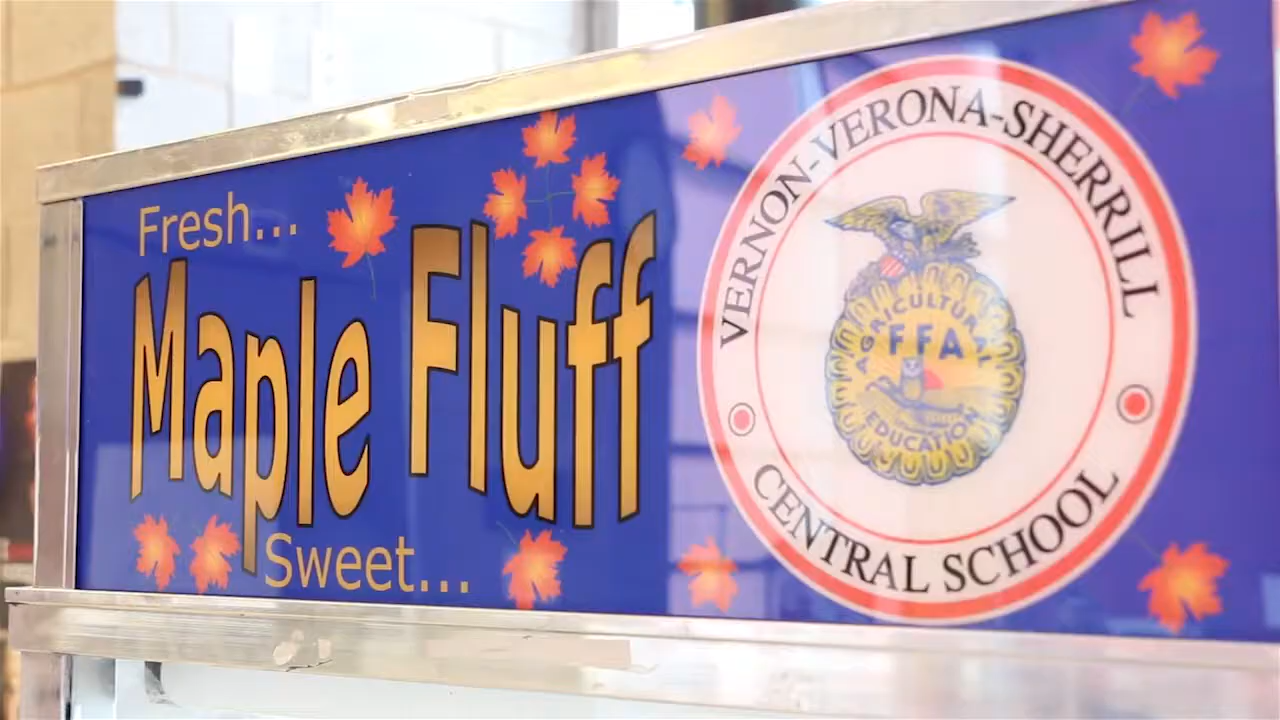 Fresh...
Maple Fluff
Sweet...
VERNON-VERONA-SHERRILL
CENTRAL SCHOOL
AGRICULTURAL
FFA
EDUCATION